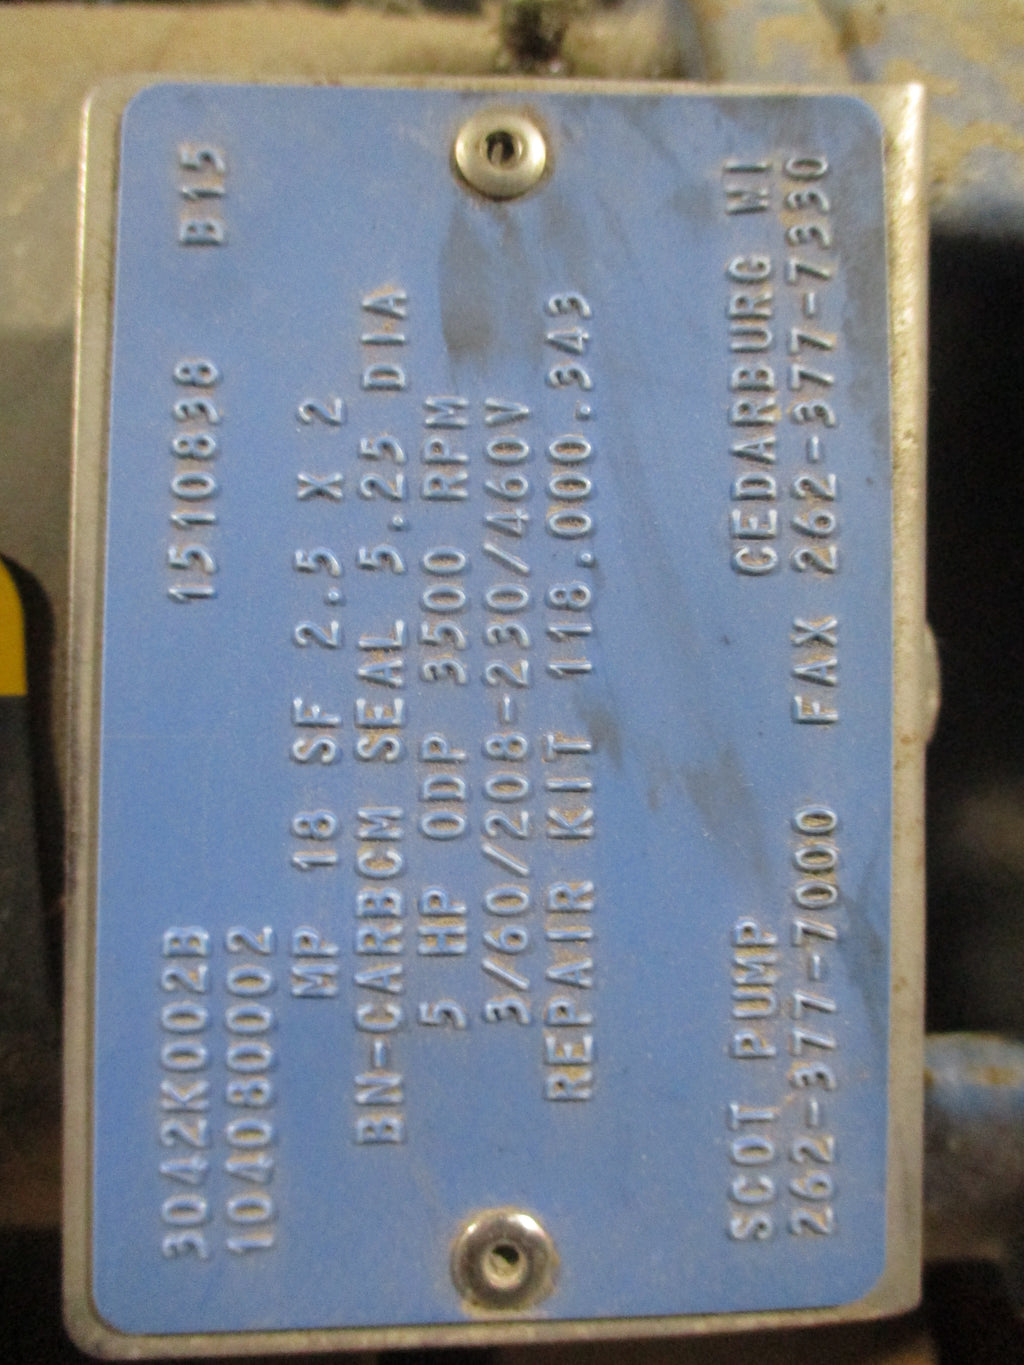 3042K002B 1510838 B15
104080002
MP 18 SF 2.5 X 2
BN-CARBCM SEAL 5.25 DIA
5 HP ODP 3500 RPM
3/60/208-230/460V
REPAIR KIT 118.000.343
SCOT PUMP CEDARBURG WI
262-377-7000 FAX 262-377-7330